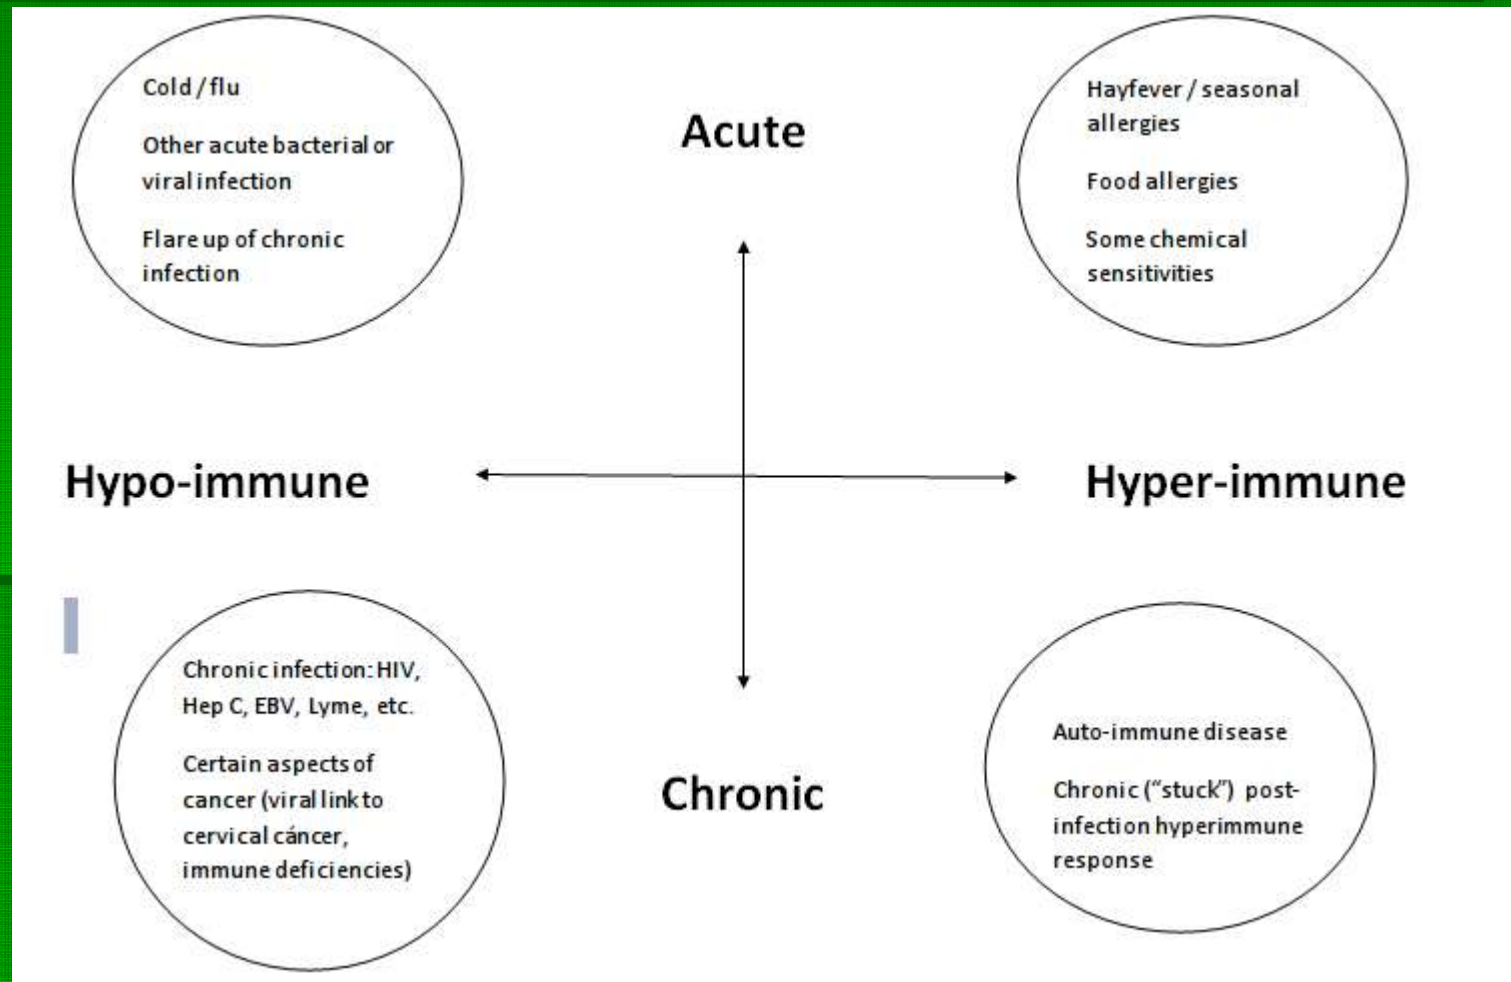 Cold / flu
Other acute bacterial or
viral infection
Flare up of chronic
infection
Acute
Hayfever / seasonal
allergies
Food allergies
Some chemical
sensitivities
Hypo-immune
Hyper-immune
Chronic infection: HIV,
Hep C, EBV, Lyme, etc.
Certain aspects of
cancer (viral link to
cervical cáncer,
immune deficiencies)
Chronic
Auto-immune disease
Chronic (“stuck”) post-
infection hyperimmune
response